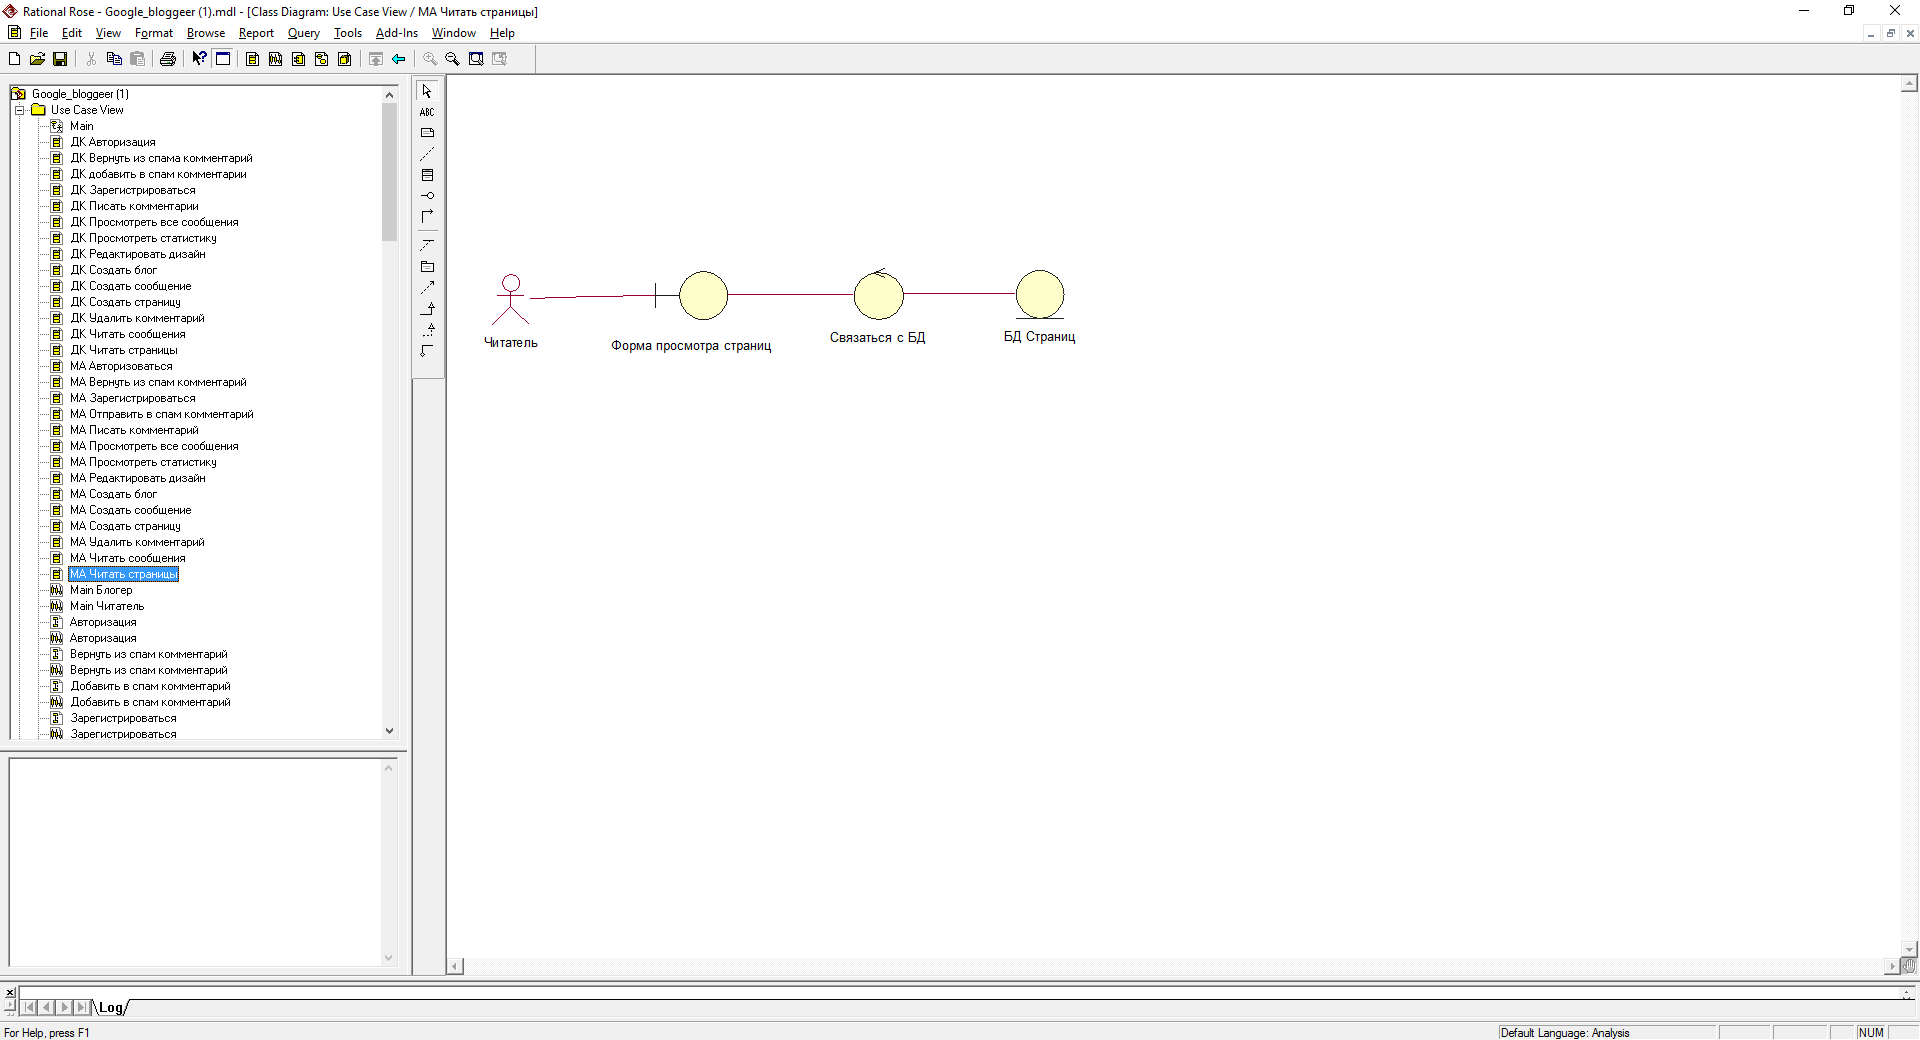 Rational Rose - Google_bloggeer (1).mdl - [Class Diagram: Use Case View / МА Читать страницы]
File Edit View Format Browse Report Query Tools Add-Ins Window Help
Google_bloggeer (1)
Use Case View
Main
ДК Авторизация
ДК Вернуть из спама комментарий
ДК добавить в спам комментарии
ДК Зарегистрироваться
ДК Писать комментарии
ДК Просмотреть все сообщения
ДК Просмотреть статистику
ДК Редактировать дизайн
ДК Создать блог
ДК Создать сообщение
ДК Создать страницу
ДК Удалить комментарий
ДК Читать сообщения
ДК Читать страницы
МА Авторизоваться
МА Вернуть из спам комментарий
МА Зарегистрироваться
МА Отправить в спам комментарий
МА Писать комментарий
МА Просмотреть все сообщения
МА Просмотреть статистику
МА Редактировать дизайн
МА Создать блог
МА Создать сообщение
МА Создать страницу
МА Удалить комментарий
МА Читать сообщения
МА Читать страницы
Main Блогер
Main Читатель
Авторизация
Авторизация
Вернуть из спам комментарий
Вернуть из спам комментарий
Добавить в спам комментарий
Добавить в спам комментарий
Зарегистрироваться
Зарегистрироваться
ABC
Читатель
Форма просмотра страниц
Связаться с БД
БД Страниц
Log
For Help, press F1
Default Language: Analysis
NUM